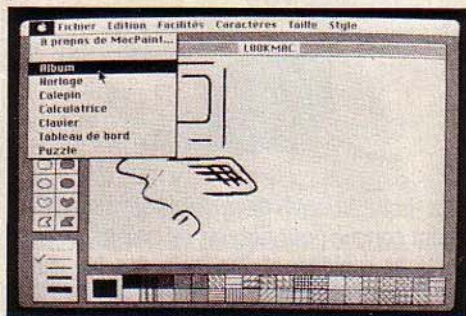 Fichier Edition Facilités Caractères Taille Style
à propos de MacPaint...
LOOKMAC
Album
Horloge
Calepin
Calculatrice
Clavier
Tableau de bord
Puzzle